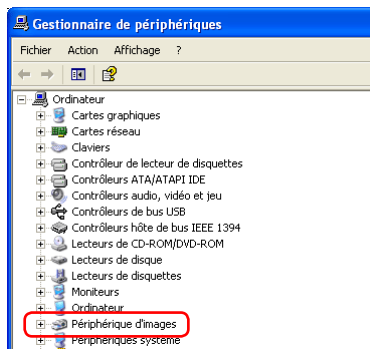 Gestionnaire de périphériques
Fichier Action Affichage ?
Ordinateur
Cartes graphiques
Cartes réseau
Claviers
Contrôleur de lecteur de disquettes
Contrôleurs ATA/ATAPI IDE
Contrôleurs audio, vidéo et jeu
Contrôleurs de bus USB
Contrôleurs hôte de bus IEEE 1394
Lecteurs de CD-ROM/DVD-ROM
Lecteurs de disque
Lecteurs de disquettes
Moniteurs
Ordinateur
Périphérique d'images
Périphériques système